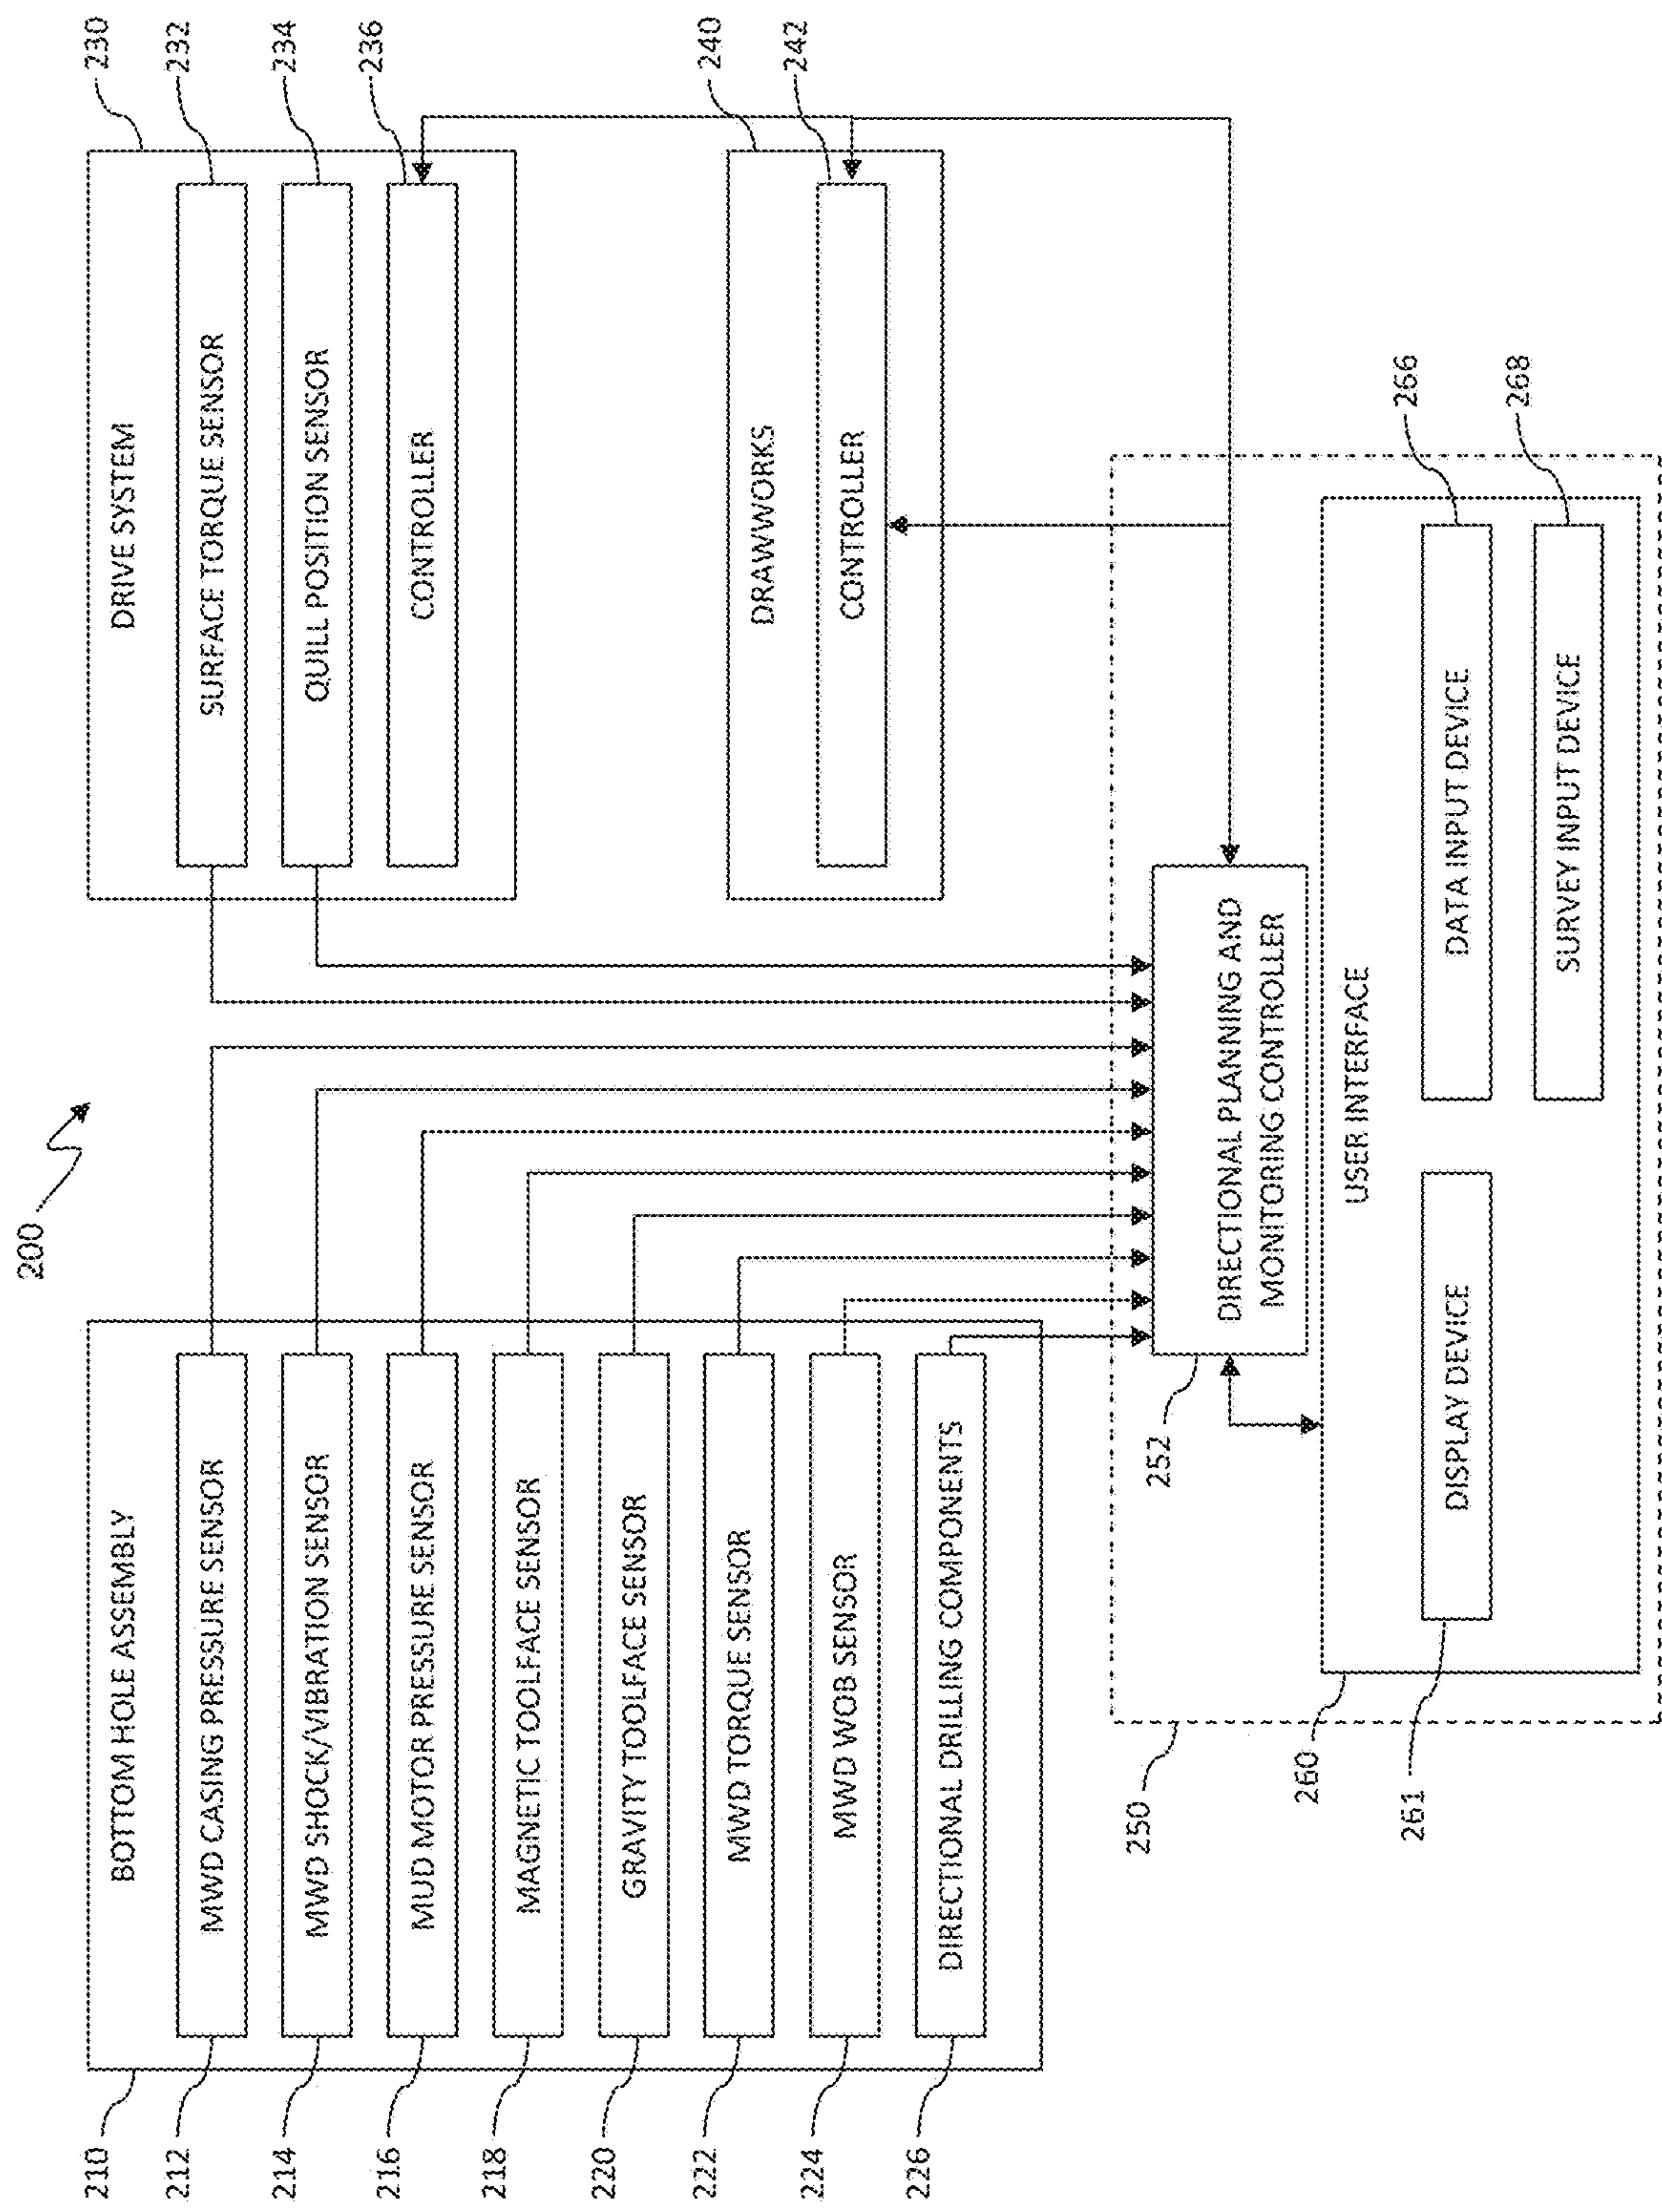 200
210
BOTTOM HOLE ASSEMBLY
212
MWD CASING PRESSURE SENSOR
214
MWD SHOCK/VIBRATION SENSOR
216
MUD MOTOR PRESSURE SENSOR
218
MAGNETIC TOOLFACE SENSOR
220
GRAVITY TOOLFACE SENSOR
222
MWD TORQUE SENSOR
224
MWD WOB SENSOR
226
DIRECTIONAL DRILLING COMPONENTS
230
DRIVE SYSTEM
232
SURFACE TORQUE SENSOR
234
QUILL POSITION SENSOR
236
CONTROLLER
240
DRAWWORKS
242
CONTROLLER
250
252
DIRECTIONAL PLANNING AND
MONITORING CONTROLLER
260
USER INTERFACE
261
DISPLAY DEVICE
266
DATA INPUT DEVICE
268
SURVEY INPUT DEVICE